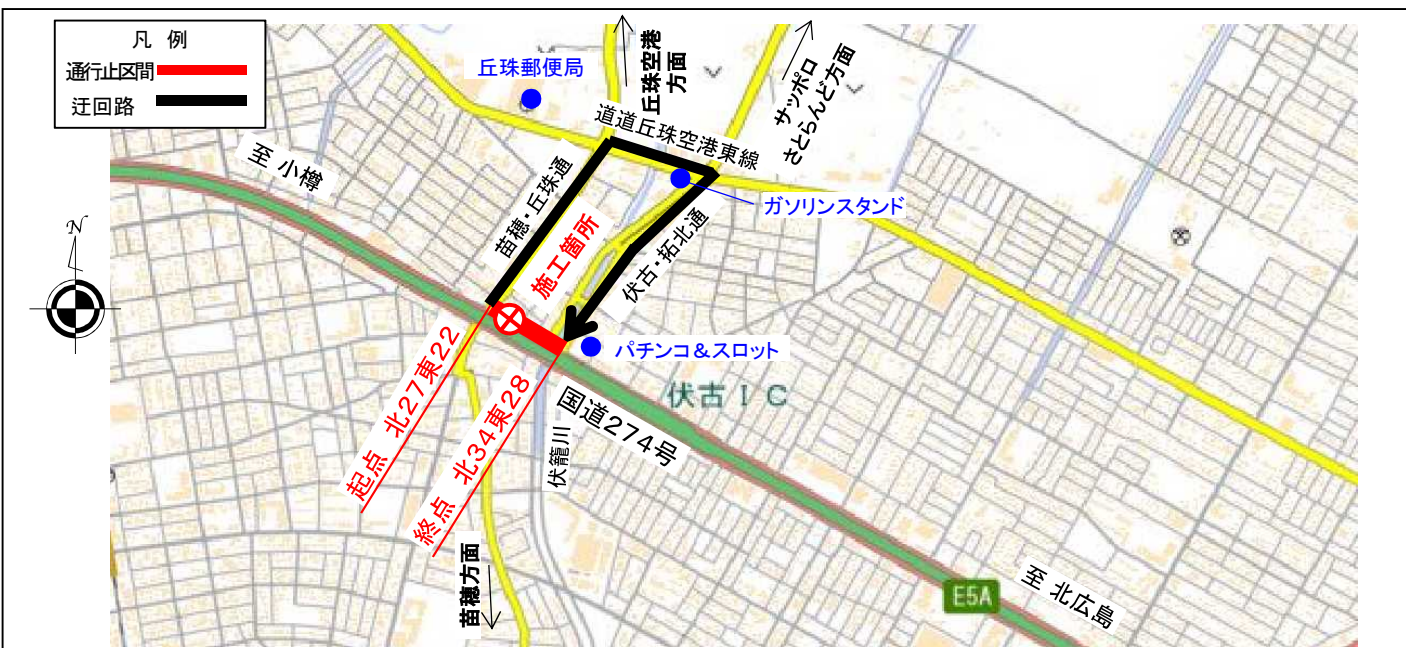 凡 例
通行止区間
迂回路
丘珠郵便局
丘珠空港
方面
サッポロ
さとらんど方面
道道丘珠空港東線
至 小樽
苗穂・丘珠通
ガソリンスタンド
N
施工箇所
伏古・拓北通
パチンコ＆スロット
起点 北27東22
終点 北34東28
伏古ＩＣ
国道274号
伏籠川
苗穂方面
E5A
至 北広島